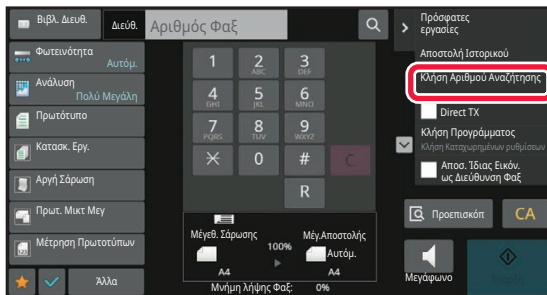 Βιβλ. Διευθ.
Διεύθ.
Αριθμός Φαξ
Φωτεινότητα
Αυτόμ.
Ανάλυση
Πολύ Μεγάλη
Πρωτότυπο
Κατασκ. Εργ.
Αργή Σάρωση
Πρωτ. Μικτ Μεγ
Μέτρηση Πρωτοτύπων
Άλλα
1
2
ABC
3
DEF
4
GHI
5
JKL
6
MNO
7
PQRS
8
TUV
9
WXYZ
0
#
C
R
Μέγεθ. Σάρωσης
100%
Μέγ.Αποστολής
Αυτόμ.
A4
A4
Μνήμη λήψης Φαξ: 0%
Πρόσφατες
εργασίες
Αποστολή Ιστορικού
Κλήση Αριθμού Αναζήτησης
Direct TX
Κλήση Προγράμματος
Κλήση Καταχωρημένων ρυθμίσεων
Αποσ. Ίδιας Εικόν.
ως Διεύθυνση Φαξ
Προεπισκόπ
CA
Μεγάφωνο